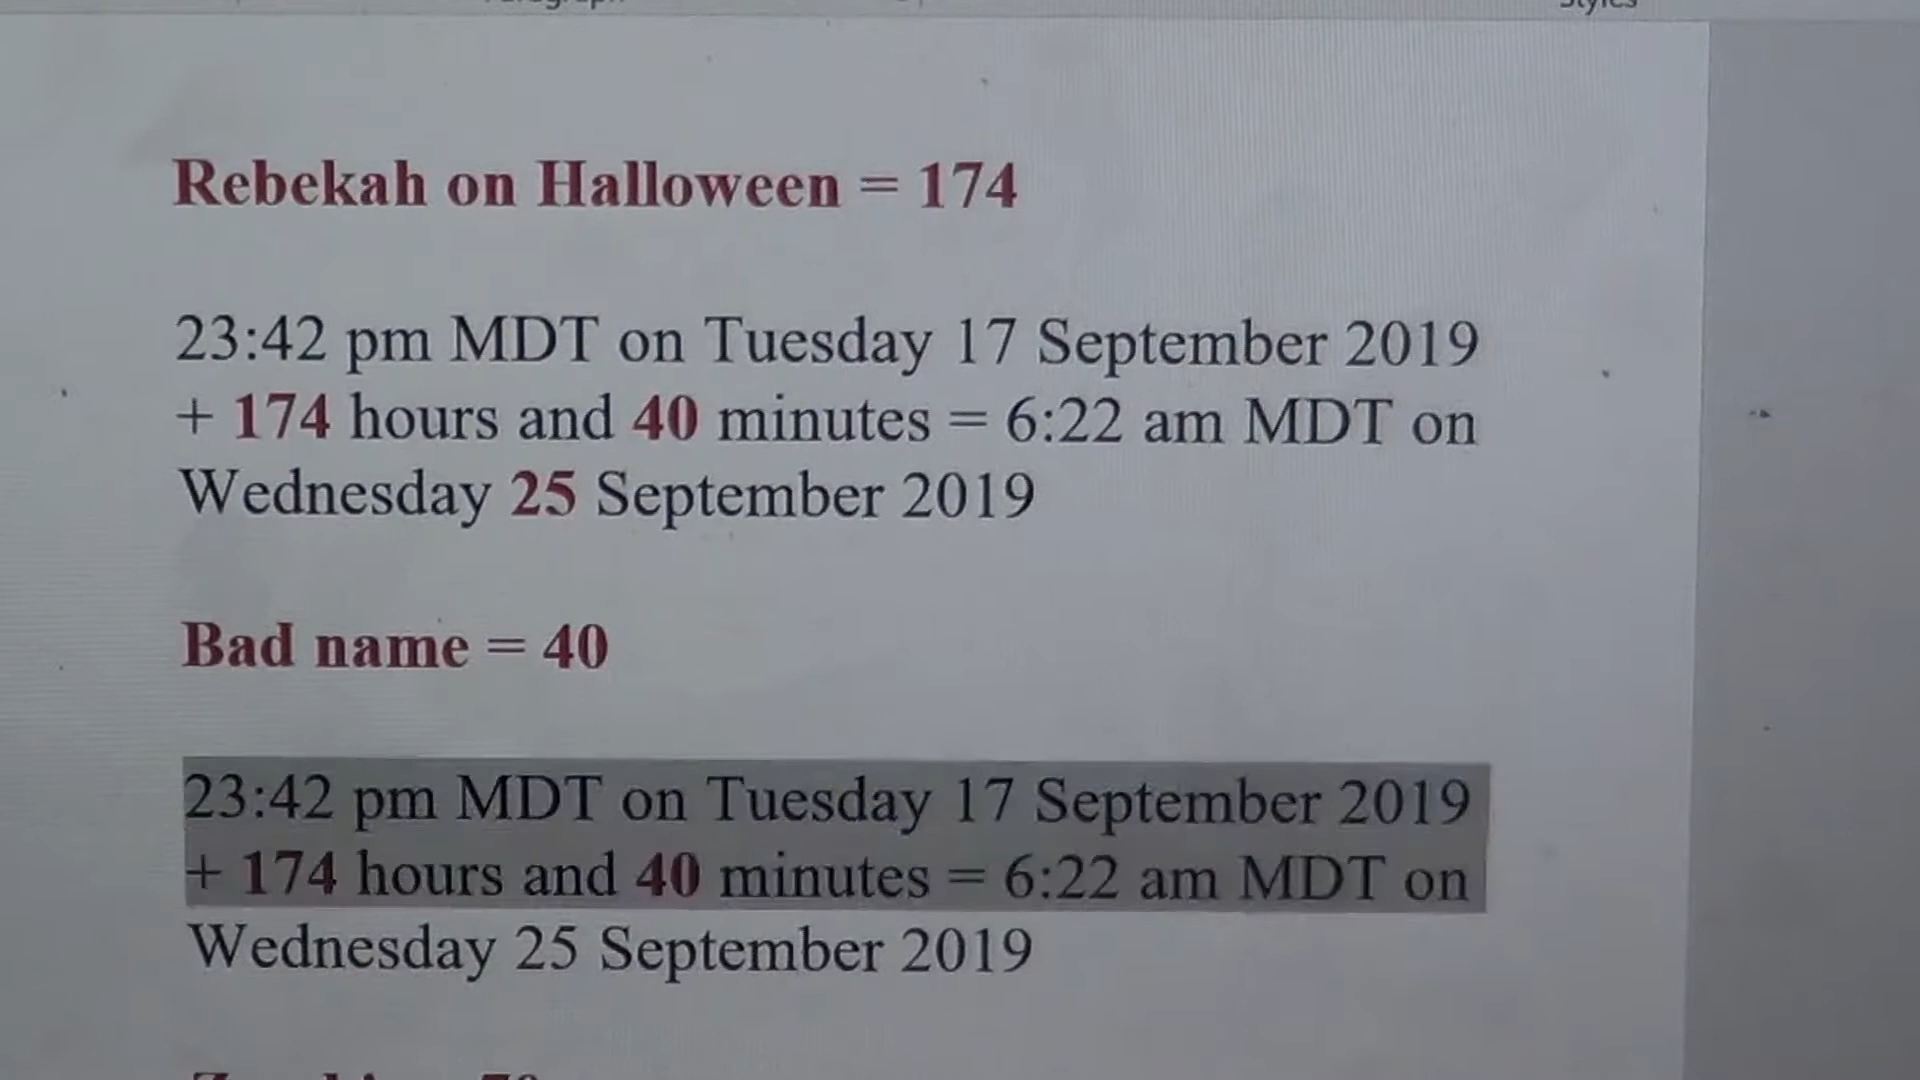 Styles
Rebekah on Halloween = 174
23:42 pm MDT on Tuesday 17 September 2019
+ 174 hours and 40 minutes = 6:22 am MDT on
Wednesday 25 September 2019
Bad name = 40
23:42 pm MDT on Tuesday 17 September 2019
+ 174 hours and 40 minutes = 6:22 am MDT on
Wednesday 25 September 2019